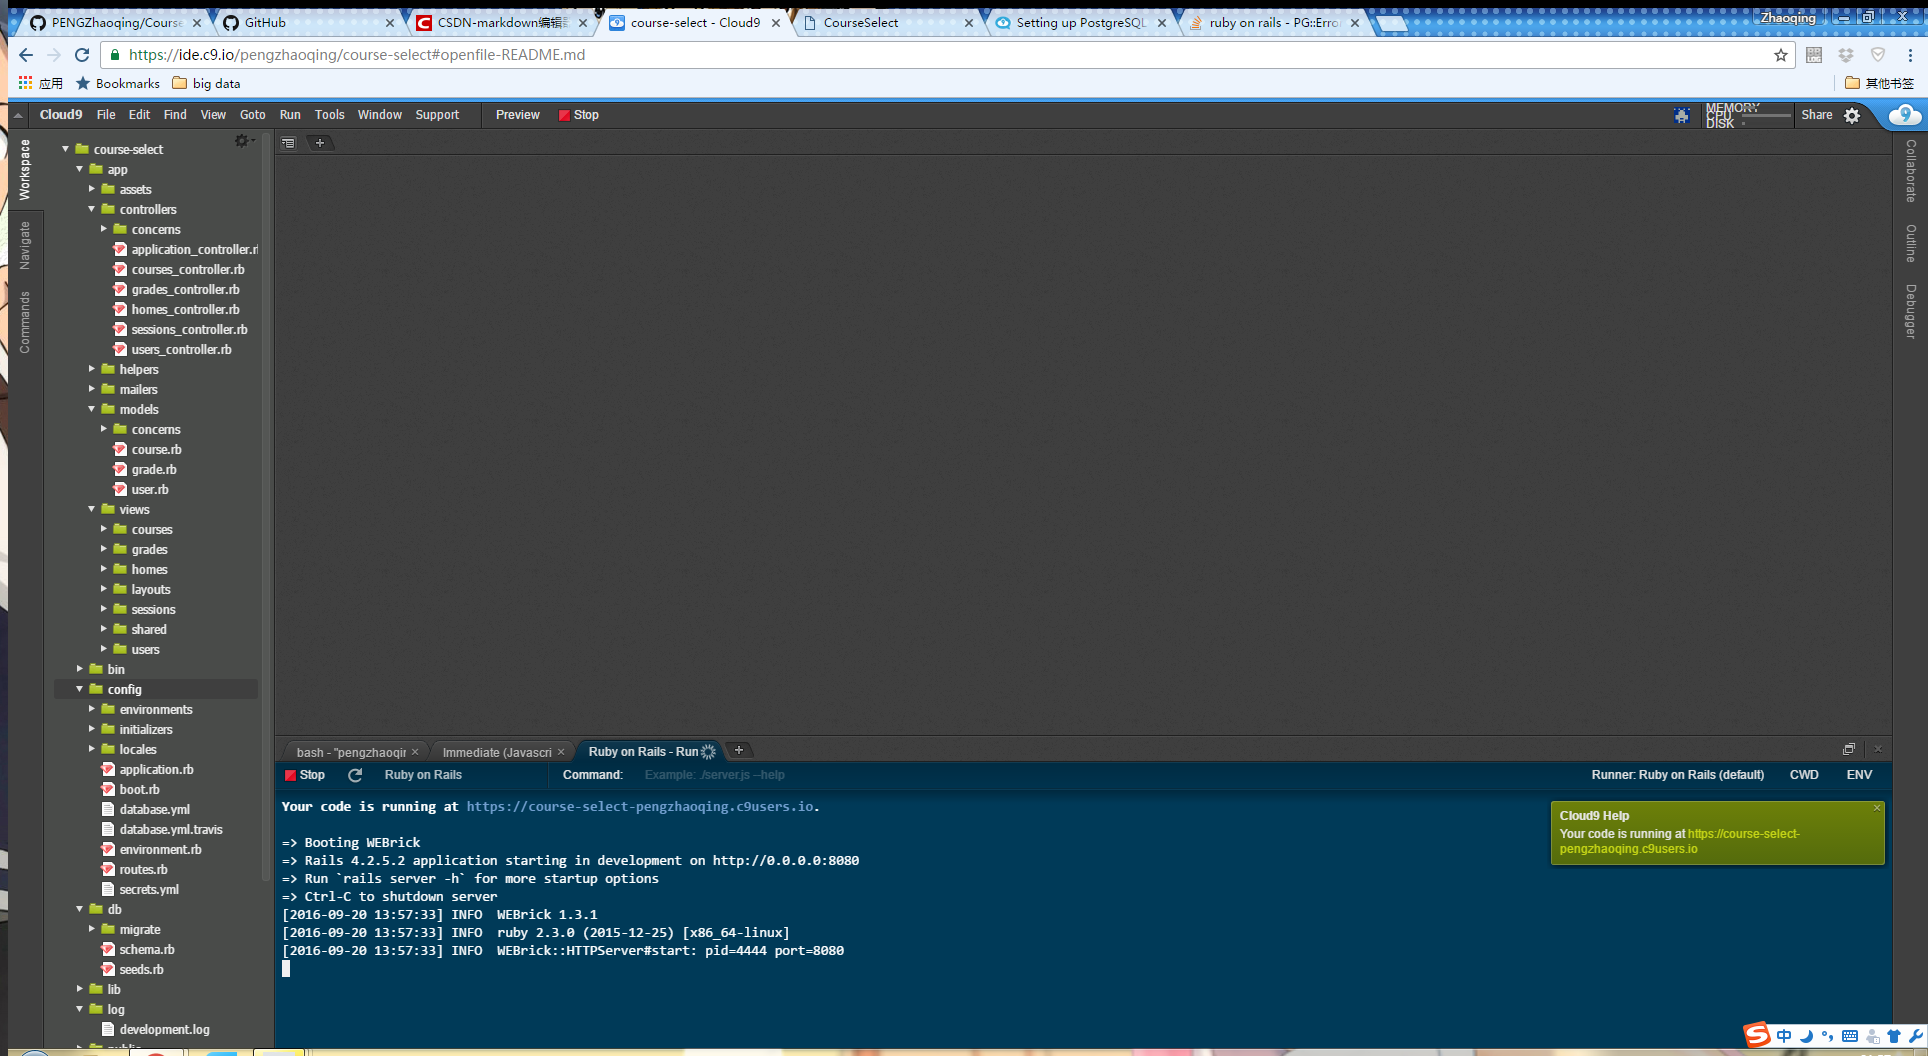 PENGZhaoqing/Course
GitHub
CSDN-markdown编辑
course-select - Cloud9
CourseSelect
Setting up PostgreSQL
ruby on rails - PG::Erro
Zhaoqing
https://ide.c9.io/pengzhaoqing/course-select#openfile-README.md
应用
Bookmarks
big data
其他书签
Cloud9 File Edit Find View Goto Run Tools Window Support Preview Stop
MEMORY
CPU
DISK
Share
Workspace
Navigate
Commands
Collaborate
Outline
Debugger
course-select
app
assets
controllers
concerns
application_controller.r
courses_controller.rb
grades_controller.rb
homes_controller.rb
sessions_controller.rb
users_controller.rb
helpers
mailers
models
concerns
course.rb
grade.rb
user.rb
views
courses
grades
homes
layouts
sessions
shared
users
bin
config
environments
initializers
locales
application.rb
boot.rb
database.yml
database.yml.travis
environment.rb
routes.rb
secrets.yml
db
migrate
schema.rb
seeds.rb
lib
log
development.log
bash - "pengzhaoqir
Immediate (Javascri
Ruby on Rails - Run
Stop
Ruby on Rails
Command:
Example: ./server.js --help
Runner: Ruby on Rails (default)
CWD
ENV
Your code is running at https://course-select-pengzhaoqing.c9users.io.
=> Booting WEBrick
=> Rails 4.2.5.2 application starting in development on http://0.0.0.0:8080
=> Run `rails server -h` for more startup options
=> Ctrl-C to shutdown server
[2016-09-20 13:57:33] INFO  WEBrick 1.3.1
[2016-09-20 13:57:33] INFO  ruby 2.3.0 (2015-12-25) [x86_64-linux]
[2016-09-20 13:57:33] INFO  WEBrick::HTTPServer#start: pid=4444 port=8080
Cloud9 Help
Your code is running at https://course-select-
pengzhaoqing.c9users.io
中